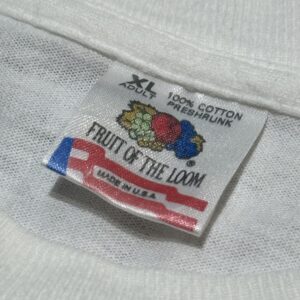 XL
ADULT
100% COTTON
PRESHRUNK
FRUIT OF THE LOOM
®
MADE IN U.S.A.